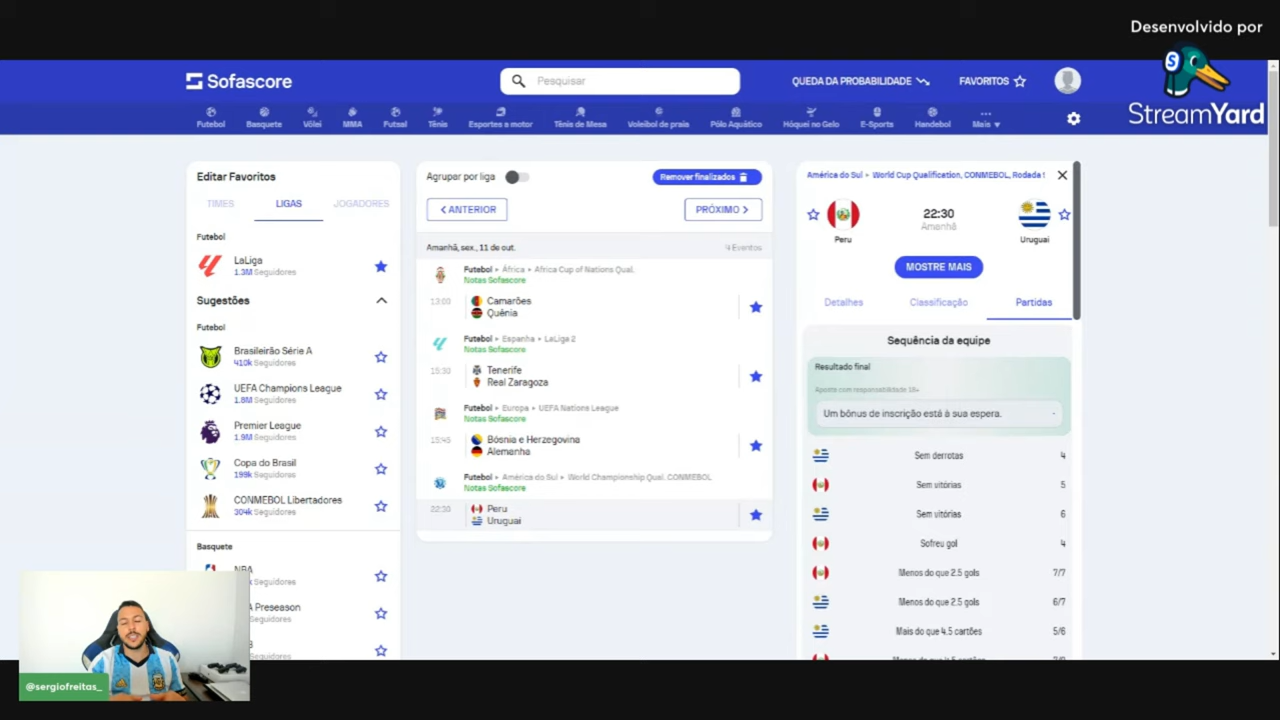 Desenvolvido por
StreamYard
Sofascore
Pesquisar
QUEDA DA PROBABILIDADE
FAVORITOS
Futebol
Basquete
Vôlei
MMA
Futsal
Tênis
Esportes a motor
Tênis de Mesa
Voleibol de praia
Pólo Aquático
Hóquei no Gelo
E-Sports
Handebol
Mais
Editar Favoritos
TIMES
LIGAS
JOGADORES
Futebol
LaLiga
1.3M Seguidores
Sugestões
Futebol
Brasileirão Série A
410k Seguidores
UEFA Champions League
1.8M Seguidores
Premier League
1.9M Seguidores
Copa do Brasil
199k Seguidores
CONMEBOL Libertadores
304k Seguidores
Basquete
NBA
Seguidores
Preseason
Seguidores
Seguidores
@sergiofreitas_
Agrupar por liga
Remover finalizados
ANTERIOR
PRÓXIMO
Amanhã, sex., 11 de out.
4 Eventos
Futebol África Africa Cup of Nations Qual.
Notas Sofascore
13:00
Camarões
Quênia
Futebol Espanha LaLiga 2
Notas Sofascore
15:30
Tenerife
Real Zaragoza
Futebol Europa UEFA Nations League
Notas Sofascore
15:45
Bósnia e Herzegovina
Alemanha
Futebol América do Sul World Championship Qual. CONMEBOL
Notas Sofascore
22:30
Peru
Uruguai
América do Sul World Cup Qualification, CONMEBOL, Rodada
22:30
Amanhã
Peru
Uruguai
MOSTRE MAIS
Detalhes
Classificação
Partidas
Sequência da equipe
Resultado final
Aposte com responsabilidade 18+
Um bônus de inscrição está à sua espera.
Sem derrotas 4
Sem vitórias 5
Sem vitórias 6
Sofreu gol 4
Menos do que 2.5 gols 7/7
Menos do que 2.5 gols 6/7
Mais do que 4.5 cartões 5/6